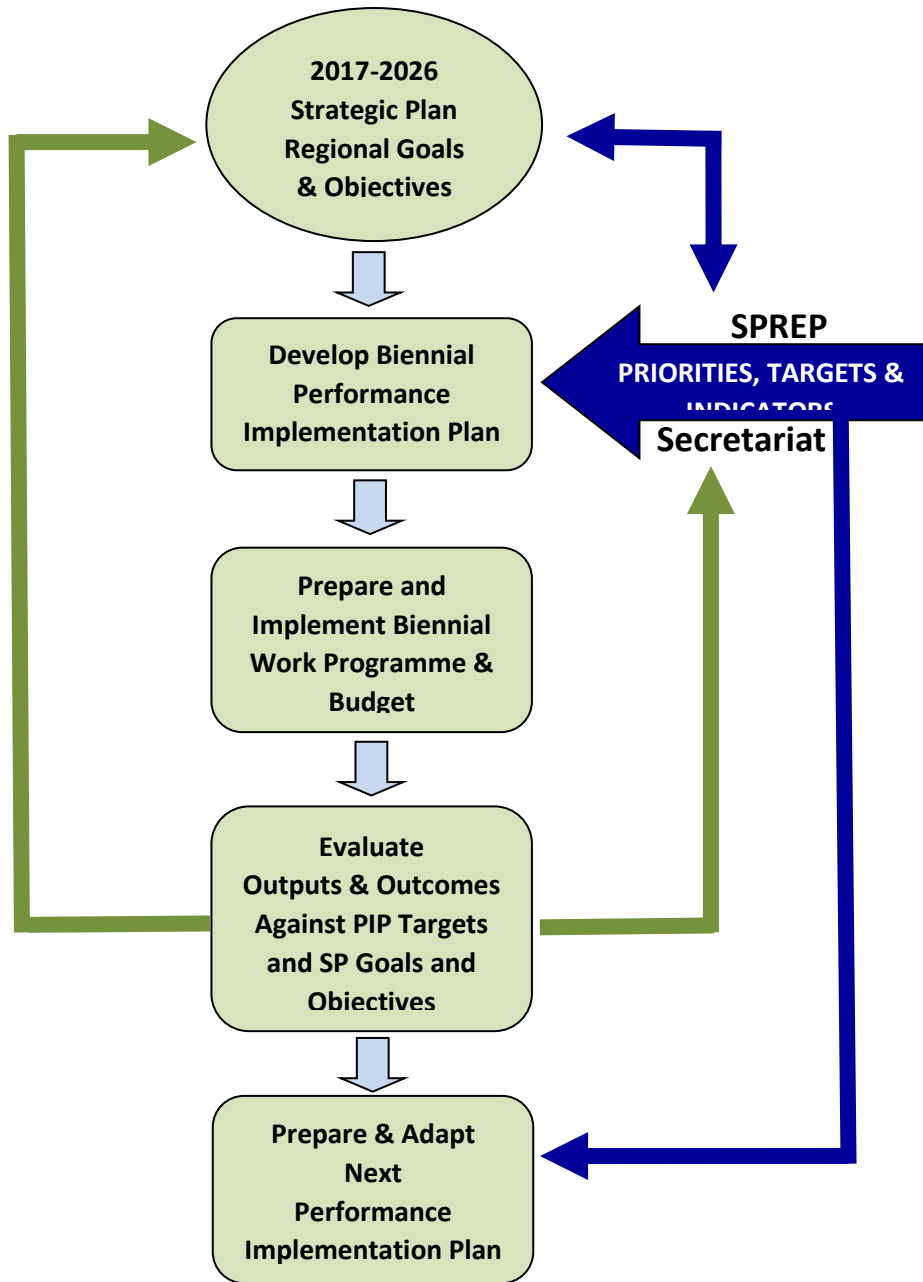 2017-2026
Strategic Plan
Regional Goals
& Objectives
SPREP
PRIORITIES, TARGETS &
INDICATORS
Secretariat
Develop Biennial
Performance
Implementation Plan
Prepare and
Implement Biennial
Work Programme &
Budget
Evaluate
Outputs & Outcomes
Against PIP Targets
and SP Goals and
Objectives
Prepare & Adapt
Next
Performance
Implementation Plan